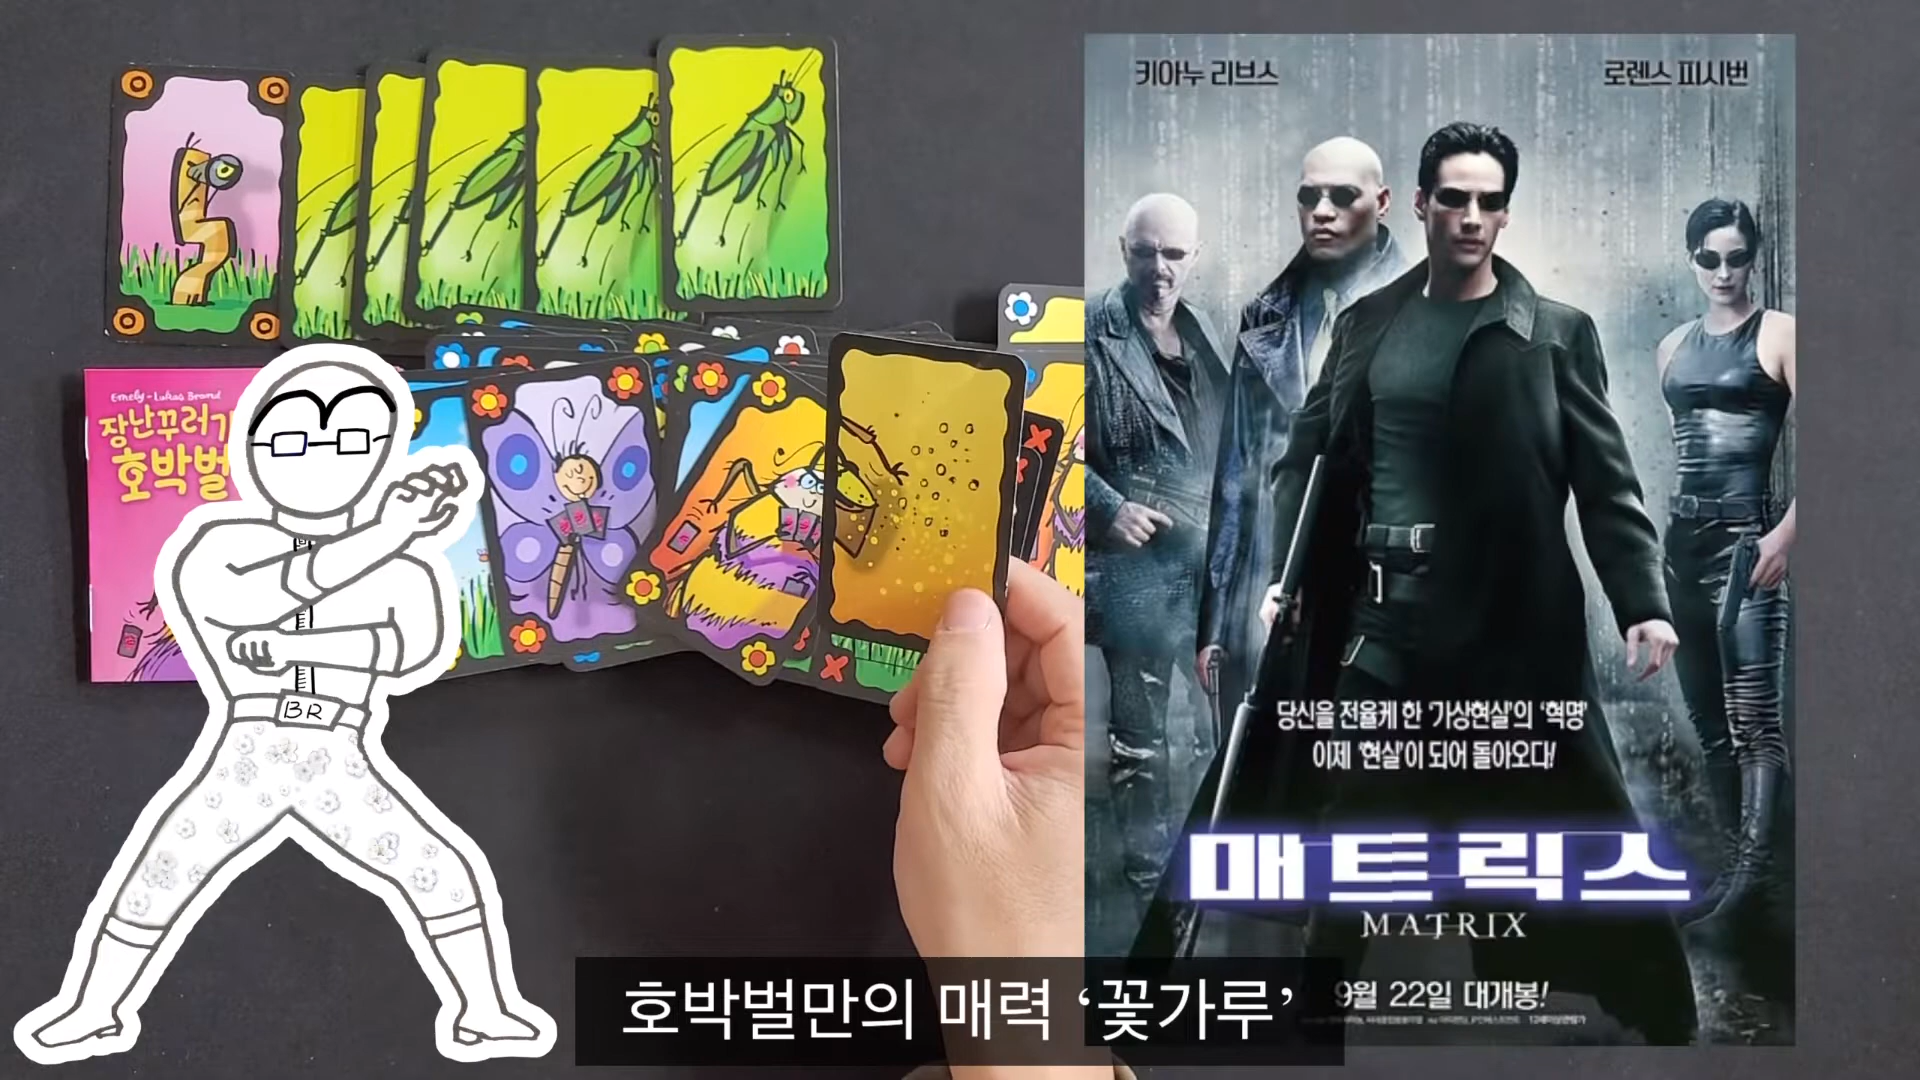 키아누 리브스
로렌스 피시번
Emely + Lukas Brand
장난꾸러기
호박벌
BR
당신을 전율케 한 '가상현실'의 '혁명'
이제 '현실'이 되어 돌아오다!
매트릭스
MATRIX
9월 22일 대개봉!
호박벌만의 매력 ‘꽃가루’